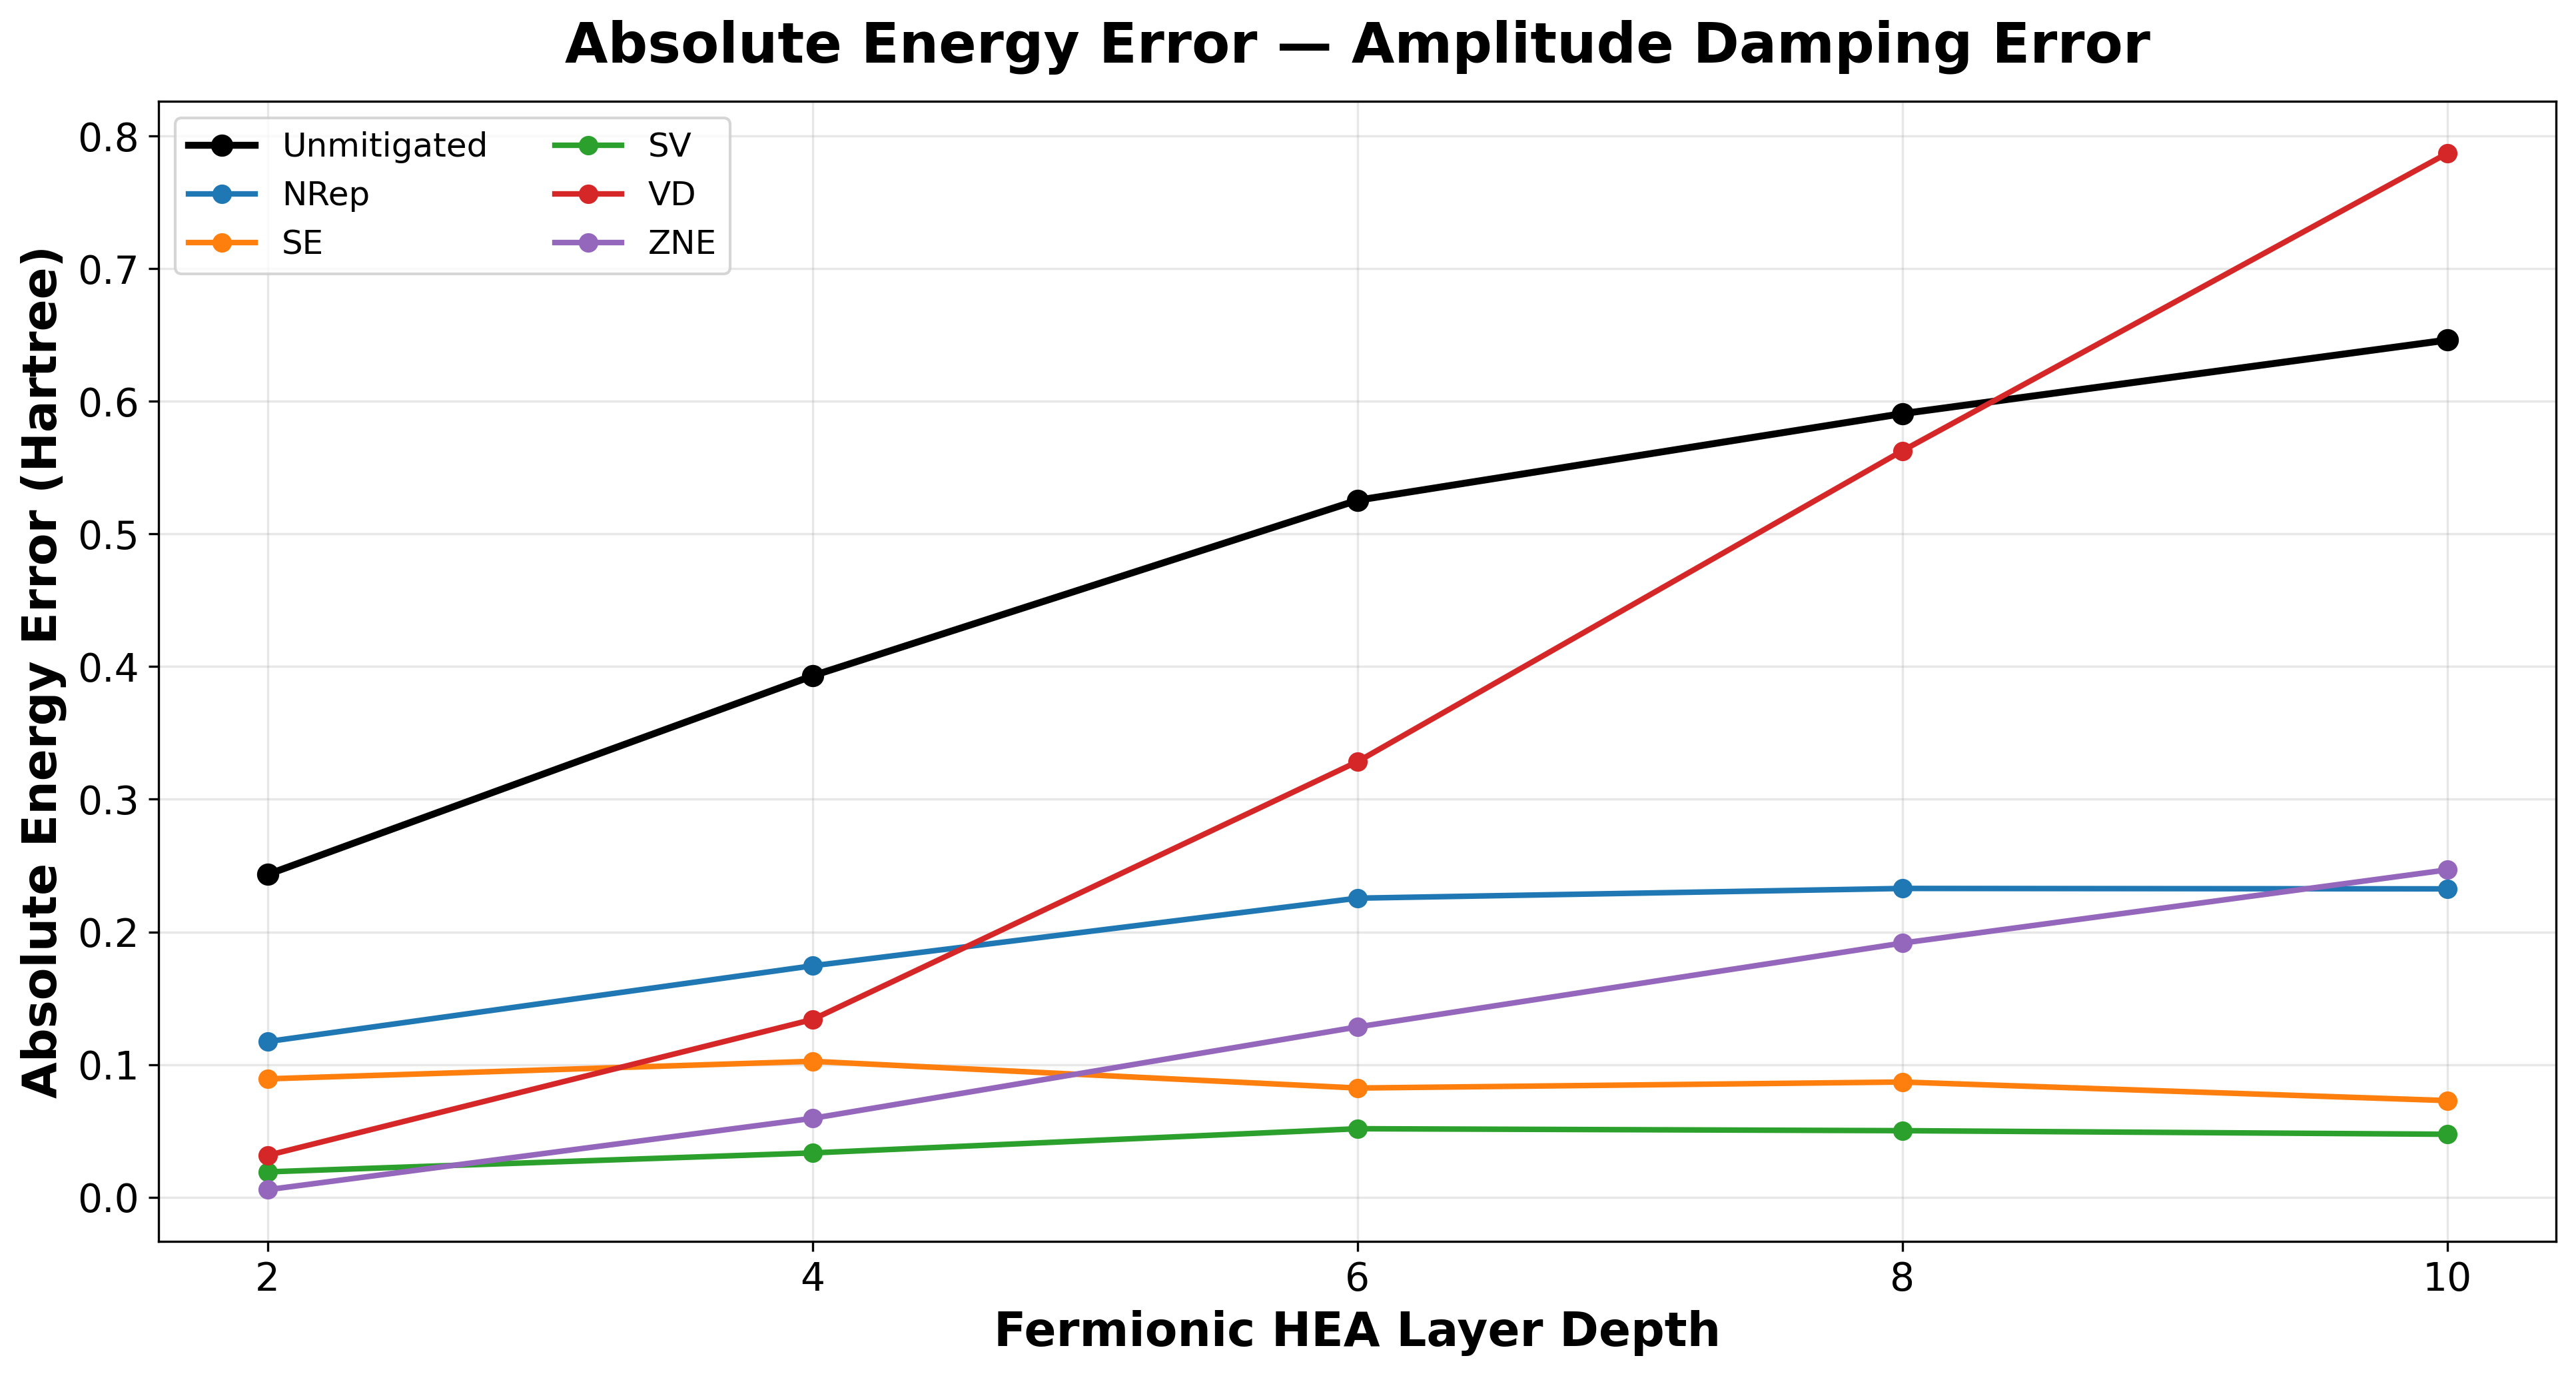 Absolute Energy Error — Amplitude Damping Error
Absolute Energy Error (Hartree)
0.8
0.7
0.6
0.5
0.4
0.3
0.2
0.1
0.0
Unmitigated
NRep
SE
SV
VD
ZNE
2
4
6
8
10
Fermionic HEA Layer Depth